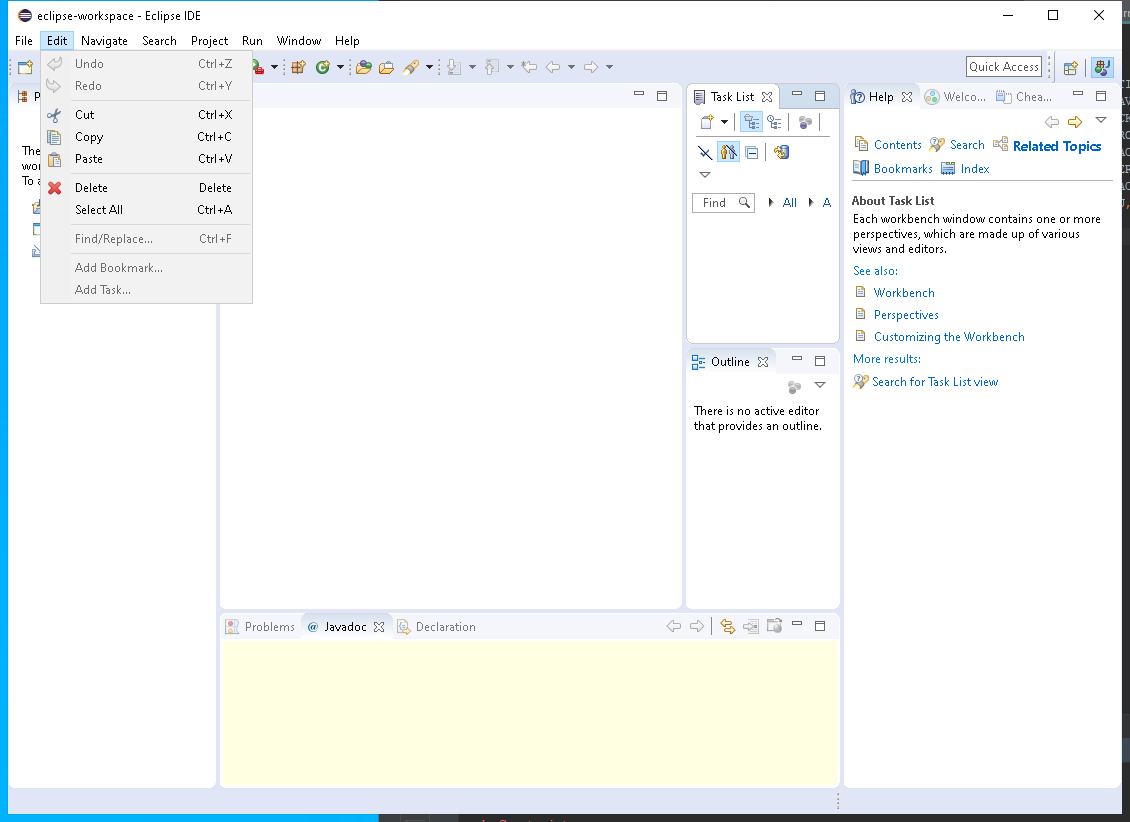 eclipse-workspace - Eclipse IDE
File Edit Navigate Search Project Run Window Help
Undo Ctrl+Z
Redo Ctrl+Y
Cut Ctrl+X
Copy Ctrl+C
Paste Ctrl+V
Delete Delete
Select All Ctrl+A
Find/Replace... Ctrl+F
Add Bookmark...
Add Task...
Quick Access
Task List
Find
All
A
Outline
There is no active editor
that provides an outline.
Help Welco... Chea...
Contents Search Related Topics
Bookmarks Index
About Task List
Each workbench window contains one or more
perspectives, which are made up of various
views and editors.
See also:
Workbench
Perspectives
Customizing the Workbench
More results:
Search for Task List view
Problems @ Javadoc Declaration